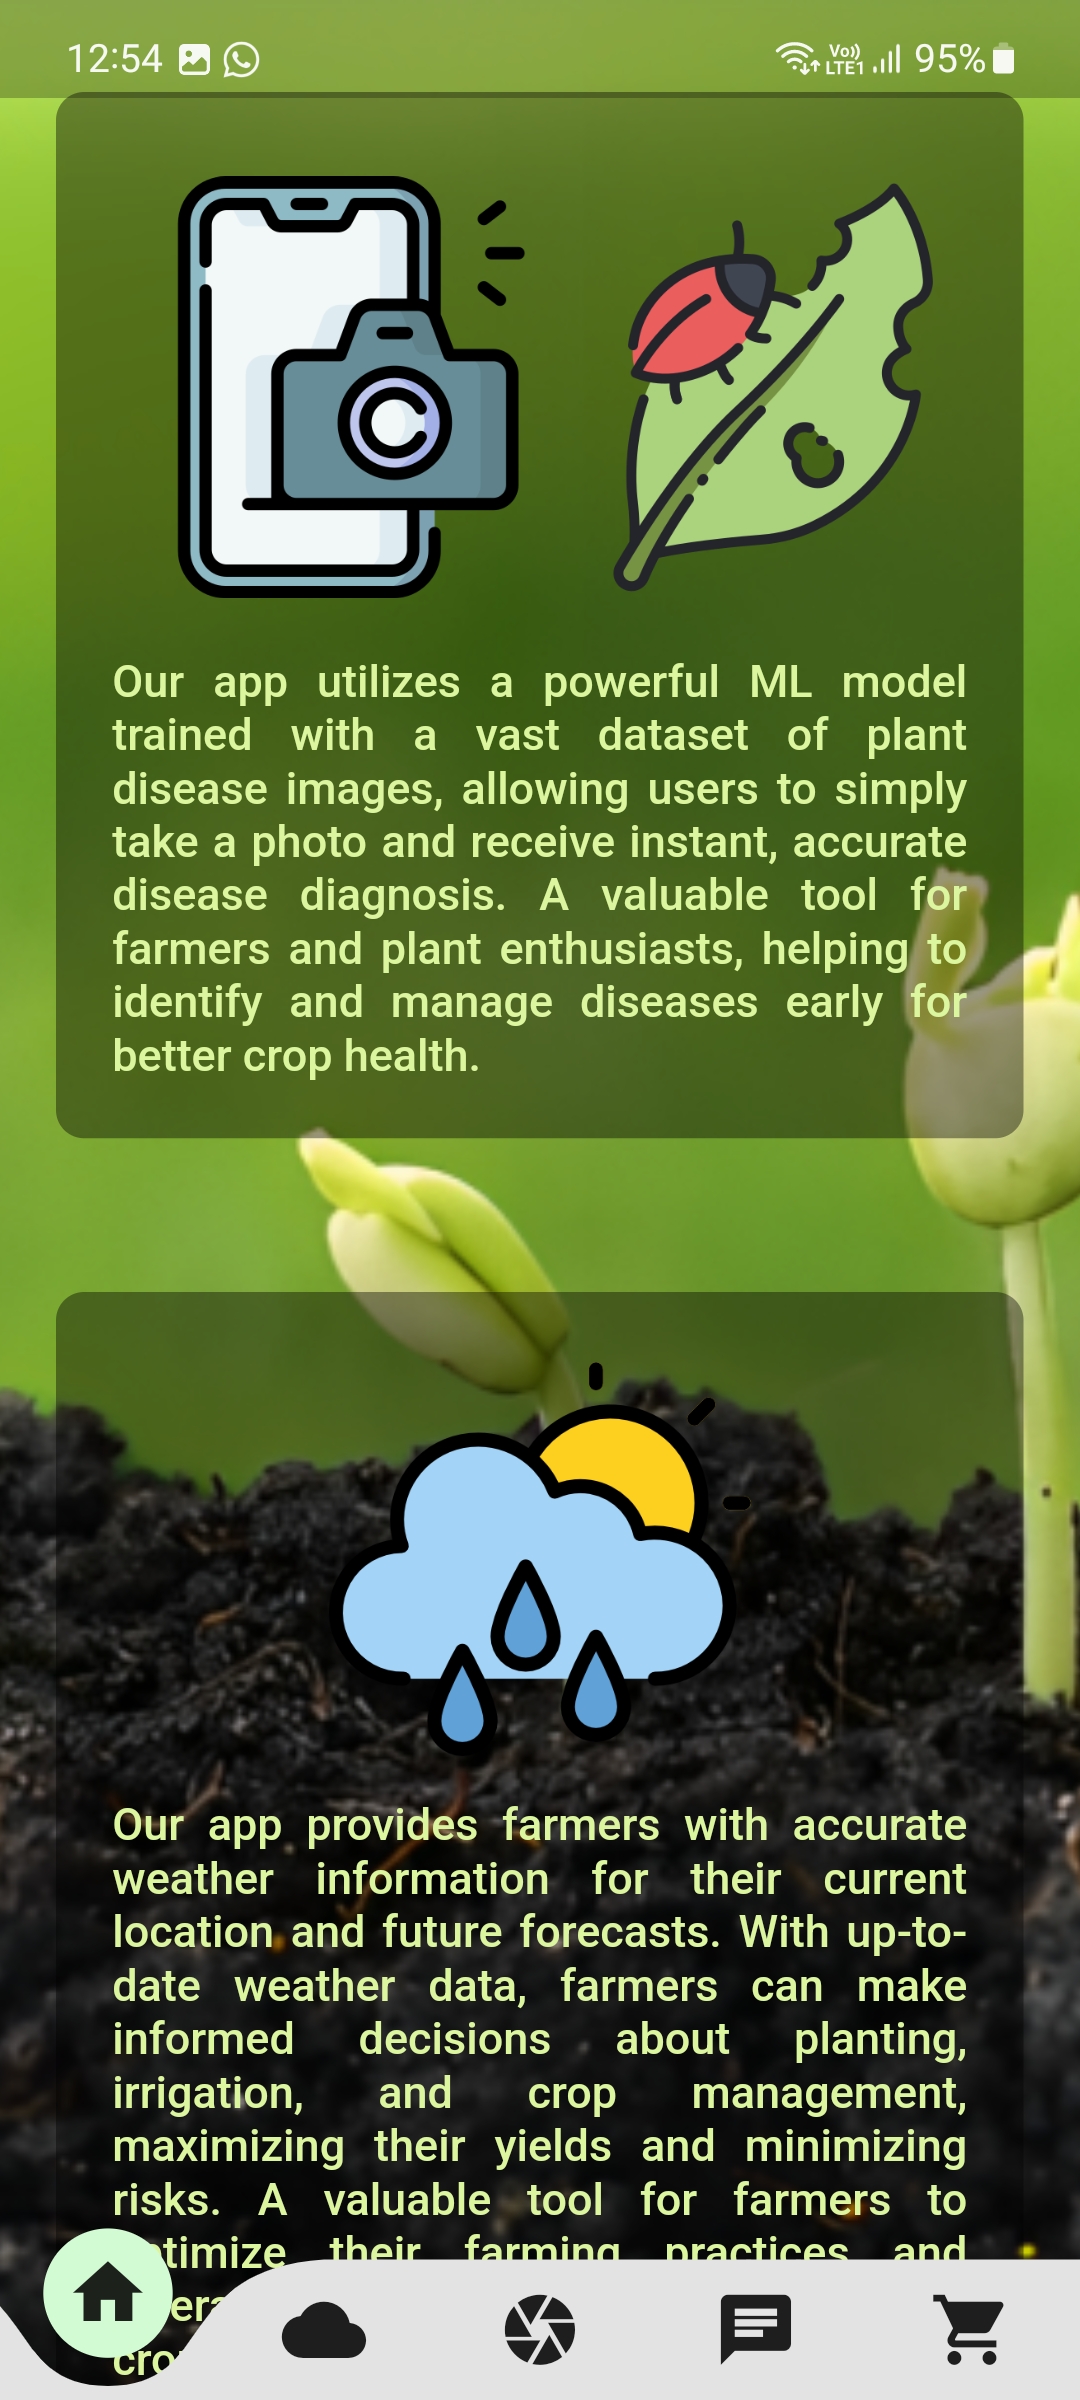 12:54
Vo)) LTE1 95%
Our app utilizes a powerful ML model
trained with a vast dataset of plant
disease images, allowing users to simply
take a photo and receive instant, accurate
disease diagnosis. A valuable tool for
farmers and plant enthusiasts, helping to
identify and manage diseases early for
better crop health.
Our app provides farmers with accurate
weather information for their current
location and future forecasts. With up-to-
date weather data, farmers can make
informed decisions about planting,
irrigation, and crop management,
maximizing their yields and minimizing
risks. A valuable tool for farmers to
their farming practices and